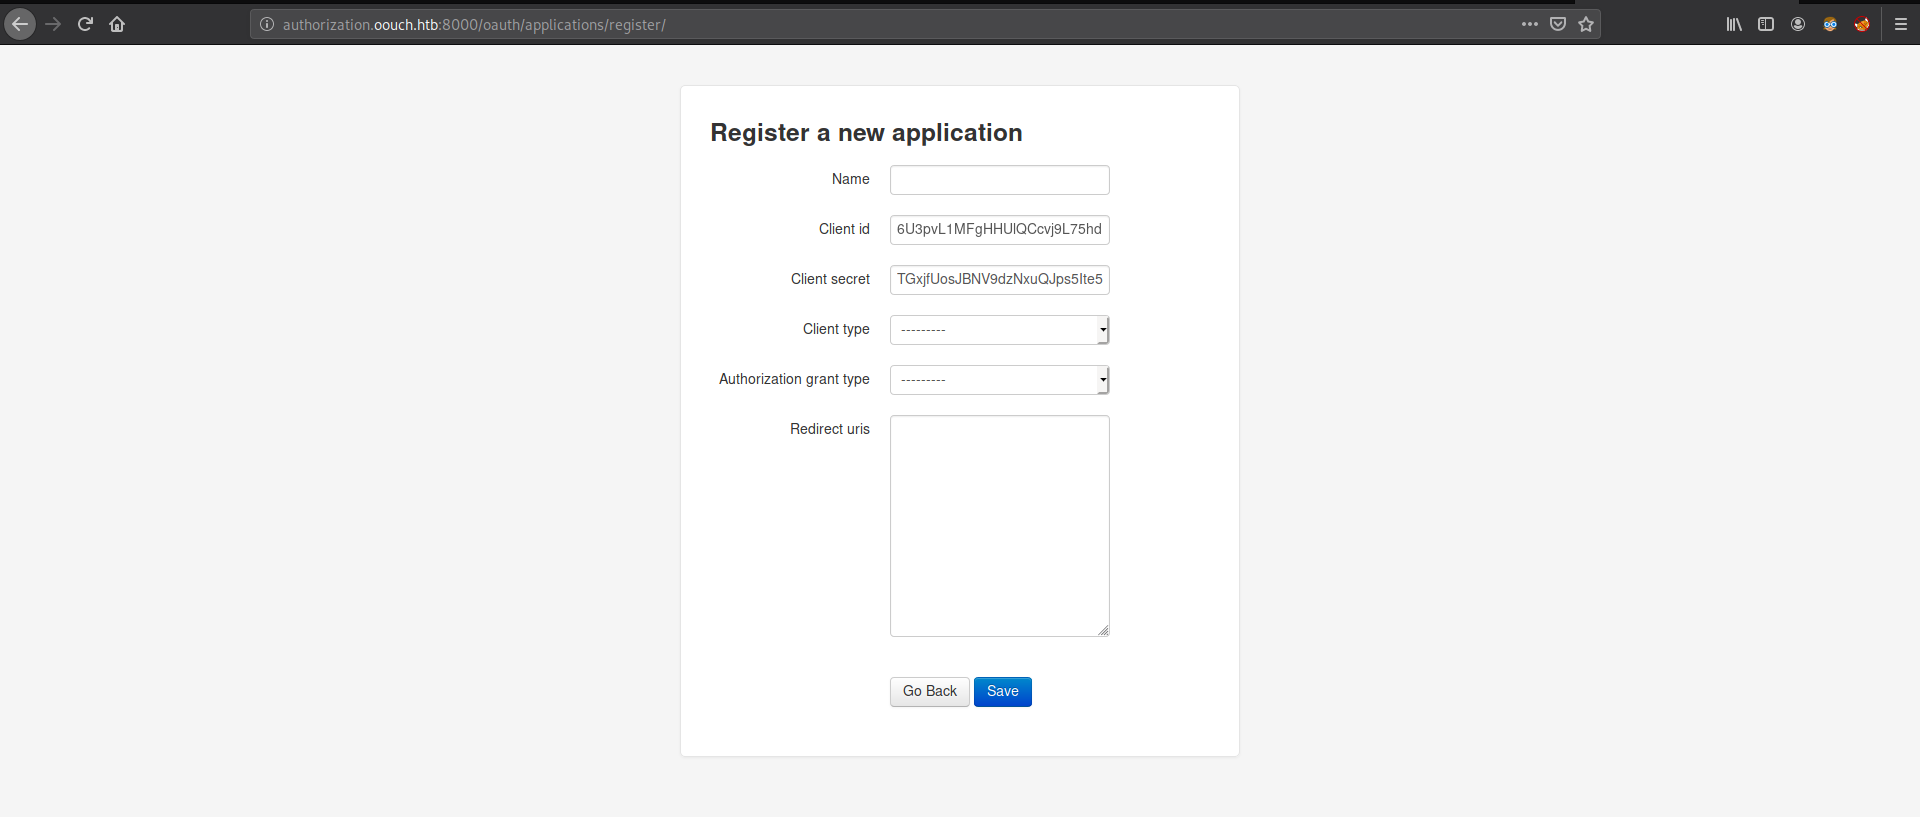 authorization.oouch.htb:8000/oauth/applications/register/
Register a new application
Name
Client id
6U3pvL1MFgHHUlQCcvj9L75hd
Client secret
TGxjfUosJBNV9dzNxuQJps5Ite5
Client type
---------
Authorization grant type
---------
Redirect uris
Go Back
Save